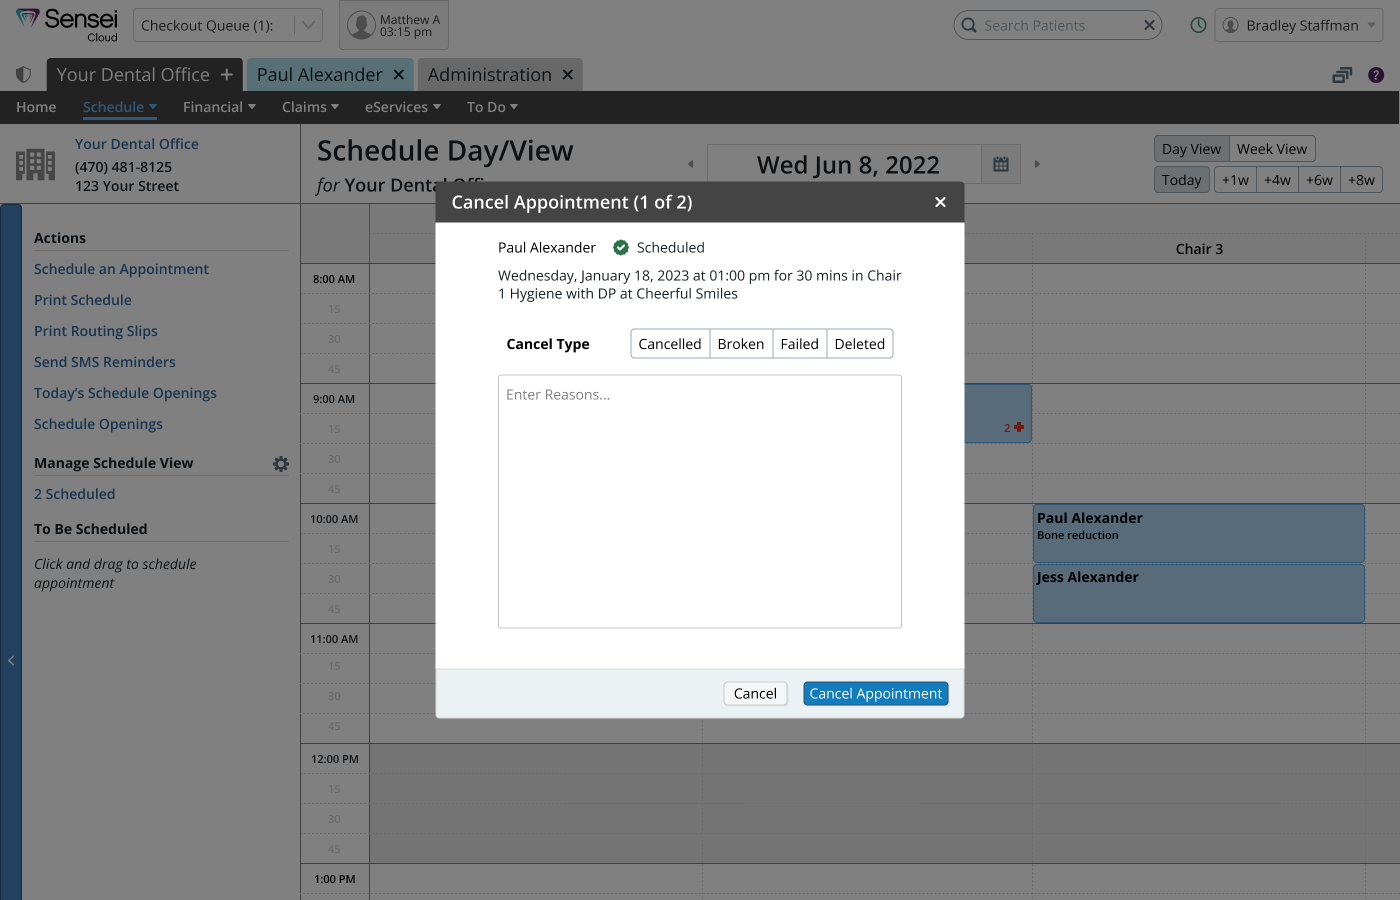 Sensei
Cloud
Checkout Queue (1):
Matthew A
03:15 pm
Search Patients
Bradley Staffman
Your Dental Office +
Paul Alexander
Administration
?
Home
Schedule
Financial
Claims
eServices
To Do
Your Dental Office
(470) 481-8125
123 Your Street
Schedule Day/View
for Your Dental Offi
Wed Jun 8, 2022
Day View
Week View
Today
+1w
+4w
+6w
+8w
Actions
Schedule an Appointment
Print Schedule
Print Routing Slips
Send SMS Reminders
Today’s Schedule Openings
Schedule Openings
Manage Schedule View
2 Scheduled
To Be Scheduled
Click and drag to schedule
appointment
Chair 3
8:00 AM
15
30
45
9:00 AM
15
30
45
10:00 AM
15
30
45
11:00 AM
15
30
45
12:00 PM
15
30
45
1:00 PM
2
Paul Alexander
Bone reduction
Jess Alexander
Cancel Appointment (1 of 2)
Paul Alexander
Scheduled
Wednesday, January 18, 2023 at 01:00 pm for 30 mins in Chair
1 Hygiene with DP at Cheerful Smiles
Cancel Type
Cancelled
Broken
Failed
Deleted
Enter Reasons...
Cancel
Cancel Appointment